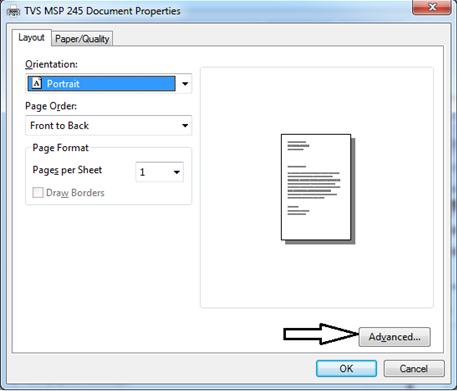 TVS MSP 245 Document Properties
Layout
Paper/Quality
Orientation:
A Portrait
Page Order:
Front to Back
Page Format
Pages per Sheet
1
Draw Borders
Advanced...
OK
Cancel